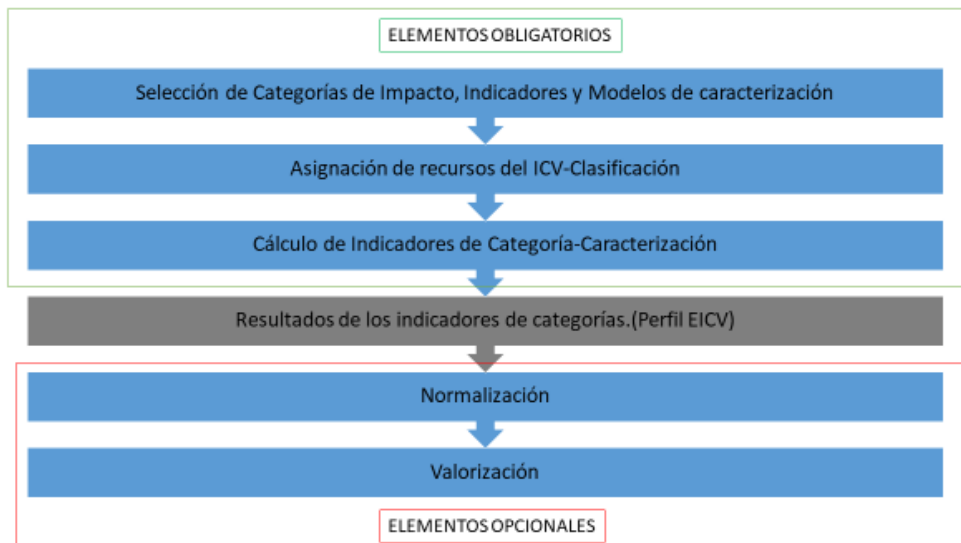 ELEMENTOS OBLIGATORIOS
Selección de Categorías de Impacto, Indicadores y Modelos de caracterización
Asignación de recursos del ICV-Clasificación
Cálculo de Indicadores de Categoría-Caracterización
Resultados de los indicadores de categorías.(Perfil EICV)
Normalización
Valorización
ELEMENTOS OPCIONALES